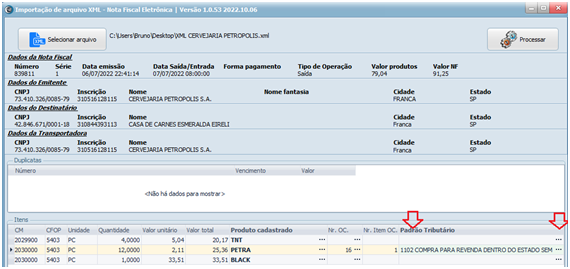 Importação de arquivo XML - Nota Fiscal Eletrônica | Versão 1.0.53 2022.10.06
Selecionar arquivo C:\Users\Bruno\Desktop\XML CERVEJARIA PETROPOLIS.xml Processar
Dados da Nota Fiscal
Número Série Data emissão Data Saída/Entrada Forma pagamento Tipo de Operação Valor produtos Valor NF
839811 1 06/07/2022 22:41:14 07/07/2022 08:00:00 Saída 79,04 91,25
Dados do Emitente
CNPJ Inscrição Nome Nome fantasia Cidade Estado
73.410.326/0085-79 310516128115 CERVEJARIA PETROPOLIS S.A. FRANCA SP
Dados do Destinatário
CNPJ Inscrição Nome Cidade Estado
42.846.671/0001-18 310844393113 CASA DE CARNES ESMERALDA EIRELI Franca SP
Dados da Transportadora
CNPJ Inscrição Nome Cidade Estado
73.410.326/0085-79 310516128115 CERVEJARIA PETROPOLIS S.A. Franca SP
Duplicatas
Número Vencimento Valor
<Não há dados para mostrar>
Itens
CM CFOP Unidade Quantidade Valor unitário Valor total Produto cadastrado Nr. OC. Nr. Item OC. Padrão Tributário
2029900 5403 PC 4,0000 5,04 20,17 TNT ... ...
2030000 5403 PC 12,0000 2,11 25,36 PETRA ... 16 ... 1 1102 COMPRA PARA REVENDA DENTRO DO ESTADO SEM ...
2030000 5403 PC 1,0000 33,51 33,51 BLACK ... ...